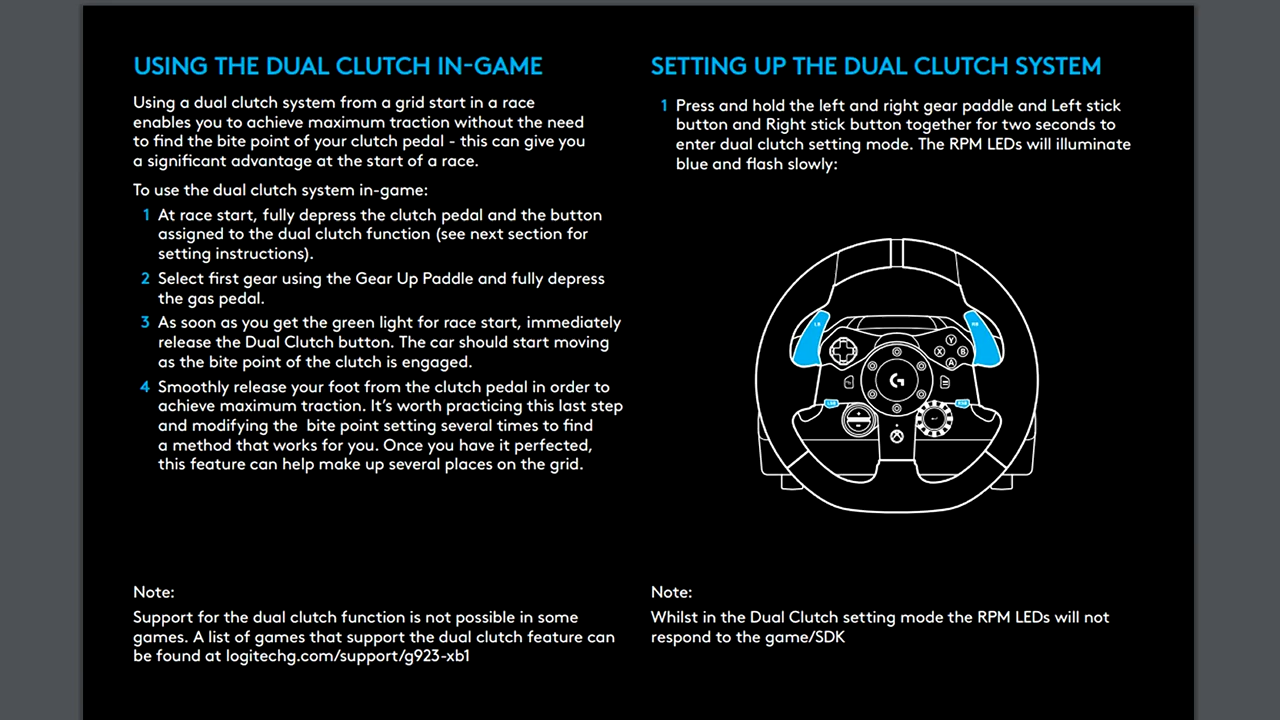 USING THE DUAL CLUTCH IN-GAME
Using a dual clutch system from a grid start in a race
enables you to achieve maximum traction without the need
to find the bite point of your clutch pedal - this can give you
a significant advantage at the start of a race.
To use the dual clutch system in-game:
1 At race start, fully depress the clutch pedal and the button
assigned to the dual clutch function (see next section for
setting instructions).
2 Select first gear using the Gear Up Paddle and fully depress
the gas pedal.
3 As soon as you get the green light for race start, immediately
release the Dual Clutch button. The car should start moving
as the bite point of the clutch is engaged.
4 Smoothly release your foot from the clutch pedal in order to
achieve maximum traction. It’s worth practicing this last step
and modifying the  bite point setting several times to find
a method that works for you. Once you have it perfected,
this feature can help make up several places on the grid.
Note:
Support for the dual clutch function is not possible in some
games. A list of games that support the dual clutch feature can
be found at logitechg.com/support/g923-xb1
SETTING UP THE DUAL CLUTCH SYSTEM
1 Press and hold the left and right gear paddle and Left stick
button and Right stick button together for two seconds to
enter dual clutch setting mode. The RPM LEDs will illuminate
blue and flash slowly:
LB
RB
Y
X
B
A
LSB
RSB
Note:
Whilst in the Dual Clutch setting mode the RPM LEDs will not
respond to the game/SDK